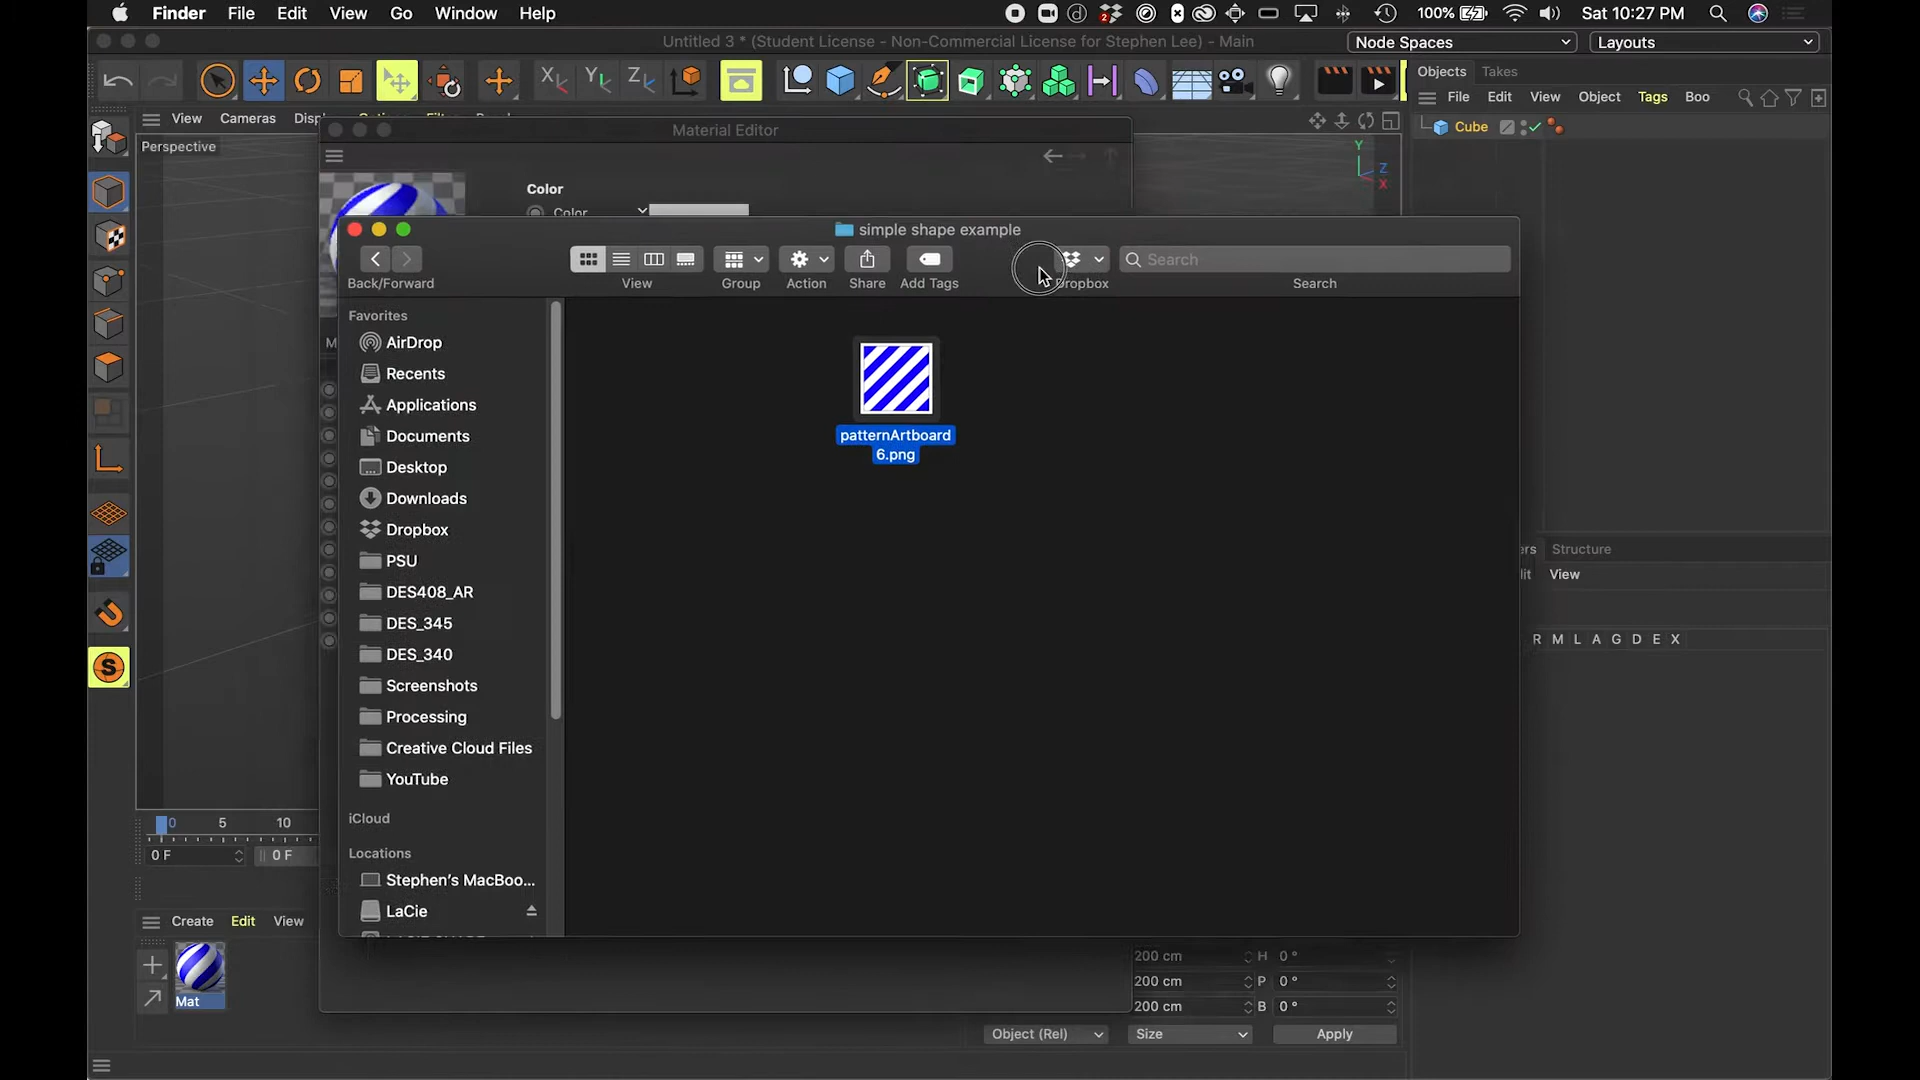 Finder File Edit View Go Window Help 100% Sat 10:27 PM
Untitled 3 * (Student License - Non-Commercial License for Stephen Lee) - Main
Node Spaces
Layouts
Objects Takes
File Edit View Object Tags Boo
Cube
View Cameras
Perspective
Material Editor
Color
Color
simple shape example
Back/Forward
View
Group
Action
Share
Add Tags
Dropbox
Search
Search
Favorites
AirDrop
Recents
Applications
Documents
Desktop
Downloads
Dropbox
PSU
DES408_AR
DES_345
DES_340
Screenshots
Processing
Creative Cloud Files
YouTube
iCloud
Locations
Stephen's MacBoo...
LaCie
patternArtboard
6.png
Structure
View
R M L A G D E X
Y
Z
X
X Y Z
S
0 5 10
0 F
0 F
Create Edit View
Mat
200 cm H 0 °
200 cm P 0 °
200 cm B 0 °
Object (Rel)
Size
Apply